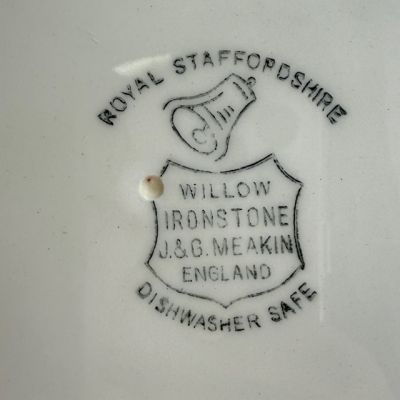 ROYAL STAFFORDSHIRE
WILLOW
IRONSTONE
J.&G. MEAKIN
ENGLAND
DISHWASHER SAFE